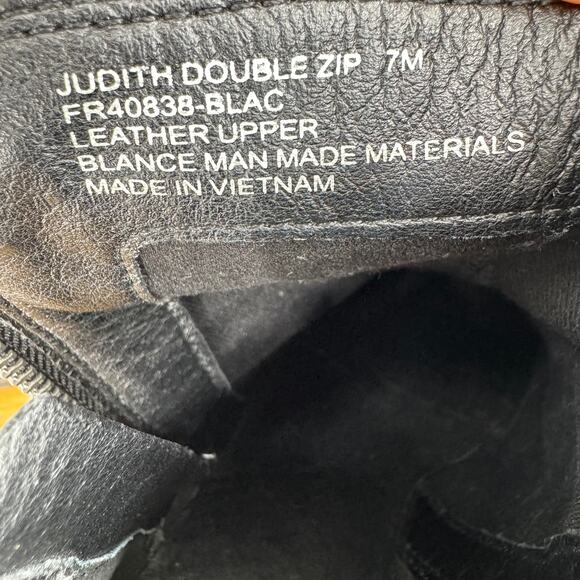 JUDITH DOUBLE ZIP 7M
FR40838-BLAC
LEATHER UPPER
BLANCE MAN MADE MATERIALS
MADE IN VIETNAM